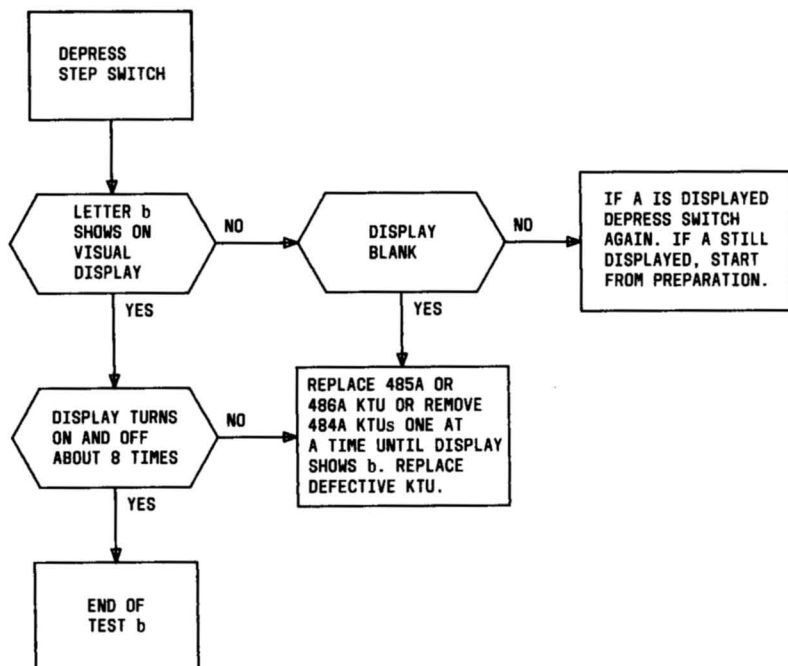 DEPRESS
STEP SWITCH
LETTER b
SHOWS ON
VISUAL
DISPLAY
NO
DISPLAY
BLANK
NO
IF A IS DISPLAYED
DEPRESS SWITCH
AGAIN. IF A STILL
DISPLAYED, START
FROM PREPARATION.
YES
YES
DISPLAY TURNS
ON AND OFF
ABOUT 8 TIMES
NO
REPLACE 485A OR
486A KTU OR REMOVE
484A KTUs ONE AT
A TIME UNTIL DISPLAY
SHOWS b. REPLACE
DEFECTIVE KTU.
YES
END OF
TEST b